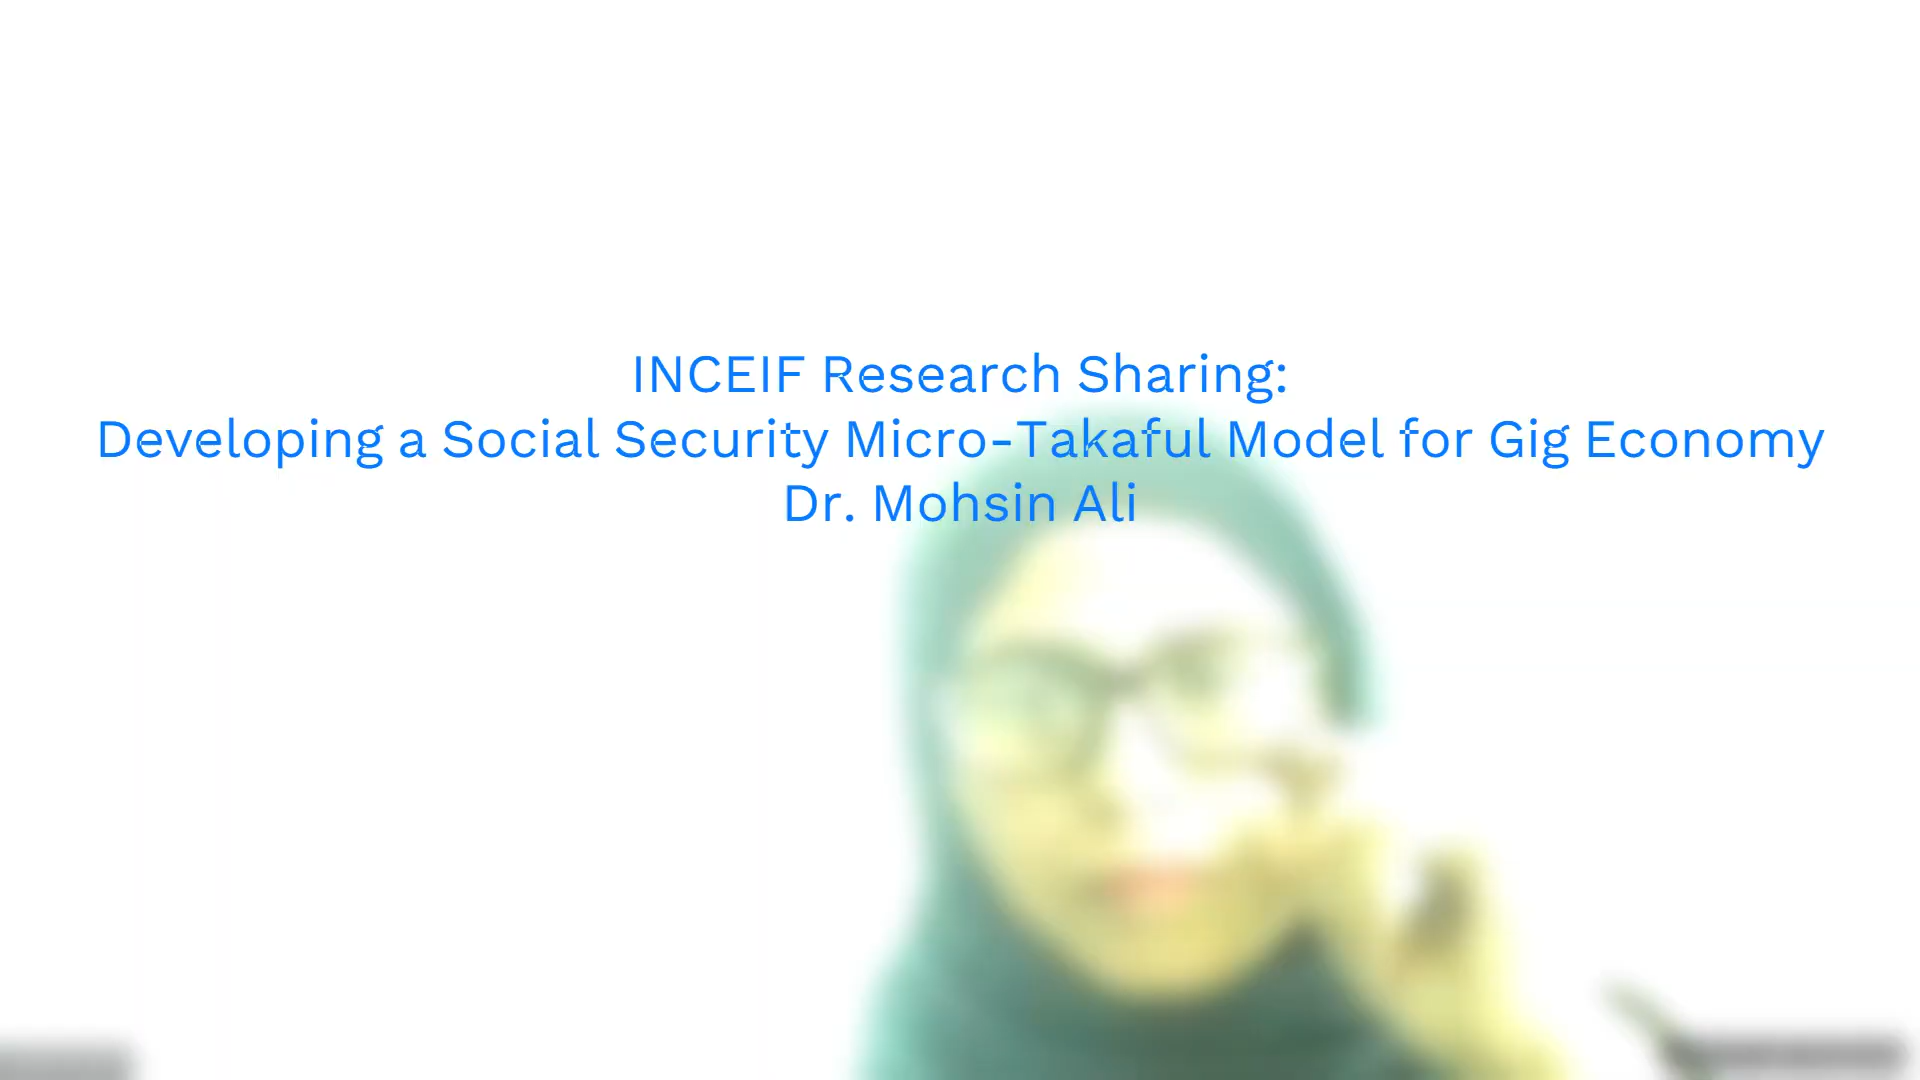 INCEIF Research Sharing:
Developing a Social Security Micro-Takaful Model for Gig Economy
Dr. Mohsin Ali